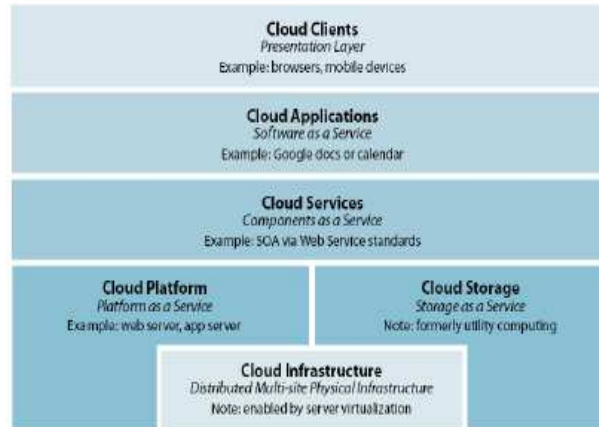 Cloud Clients
Presentation Layer
Example: browsers, mobile devices
Cloud Applications
Software as a Service
Example: Google docs or calendar
Cloud Services
Components as a Service
Example: SOA via Web Service standards
Cloud Platform
Platform as a Service
Example: web server, app server
Cloud Storage
Storage as a Service
Note: formerly utility computing
Cloud Infrastructure
Distributed Multi-site Physical Infrastructure
Note: enabled by server virtualization